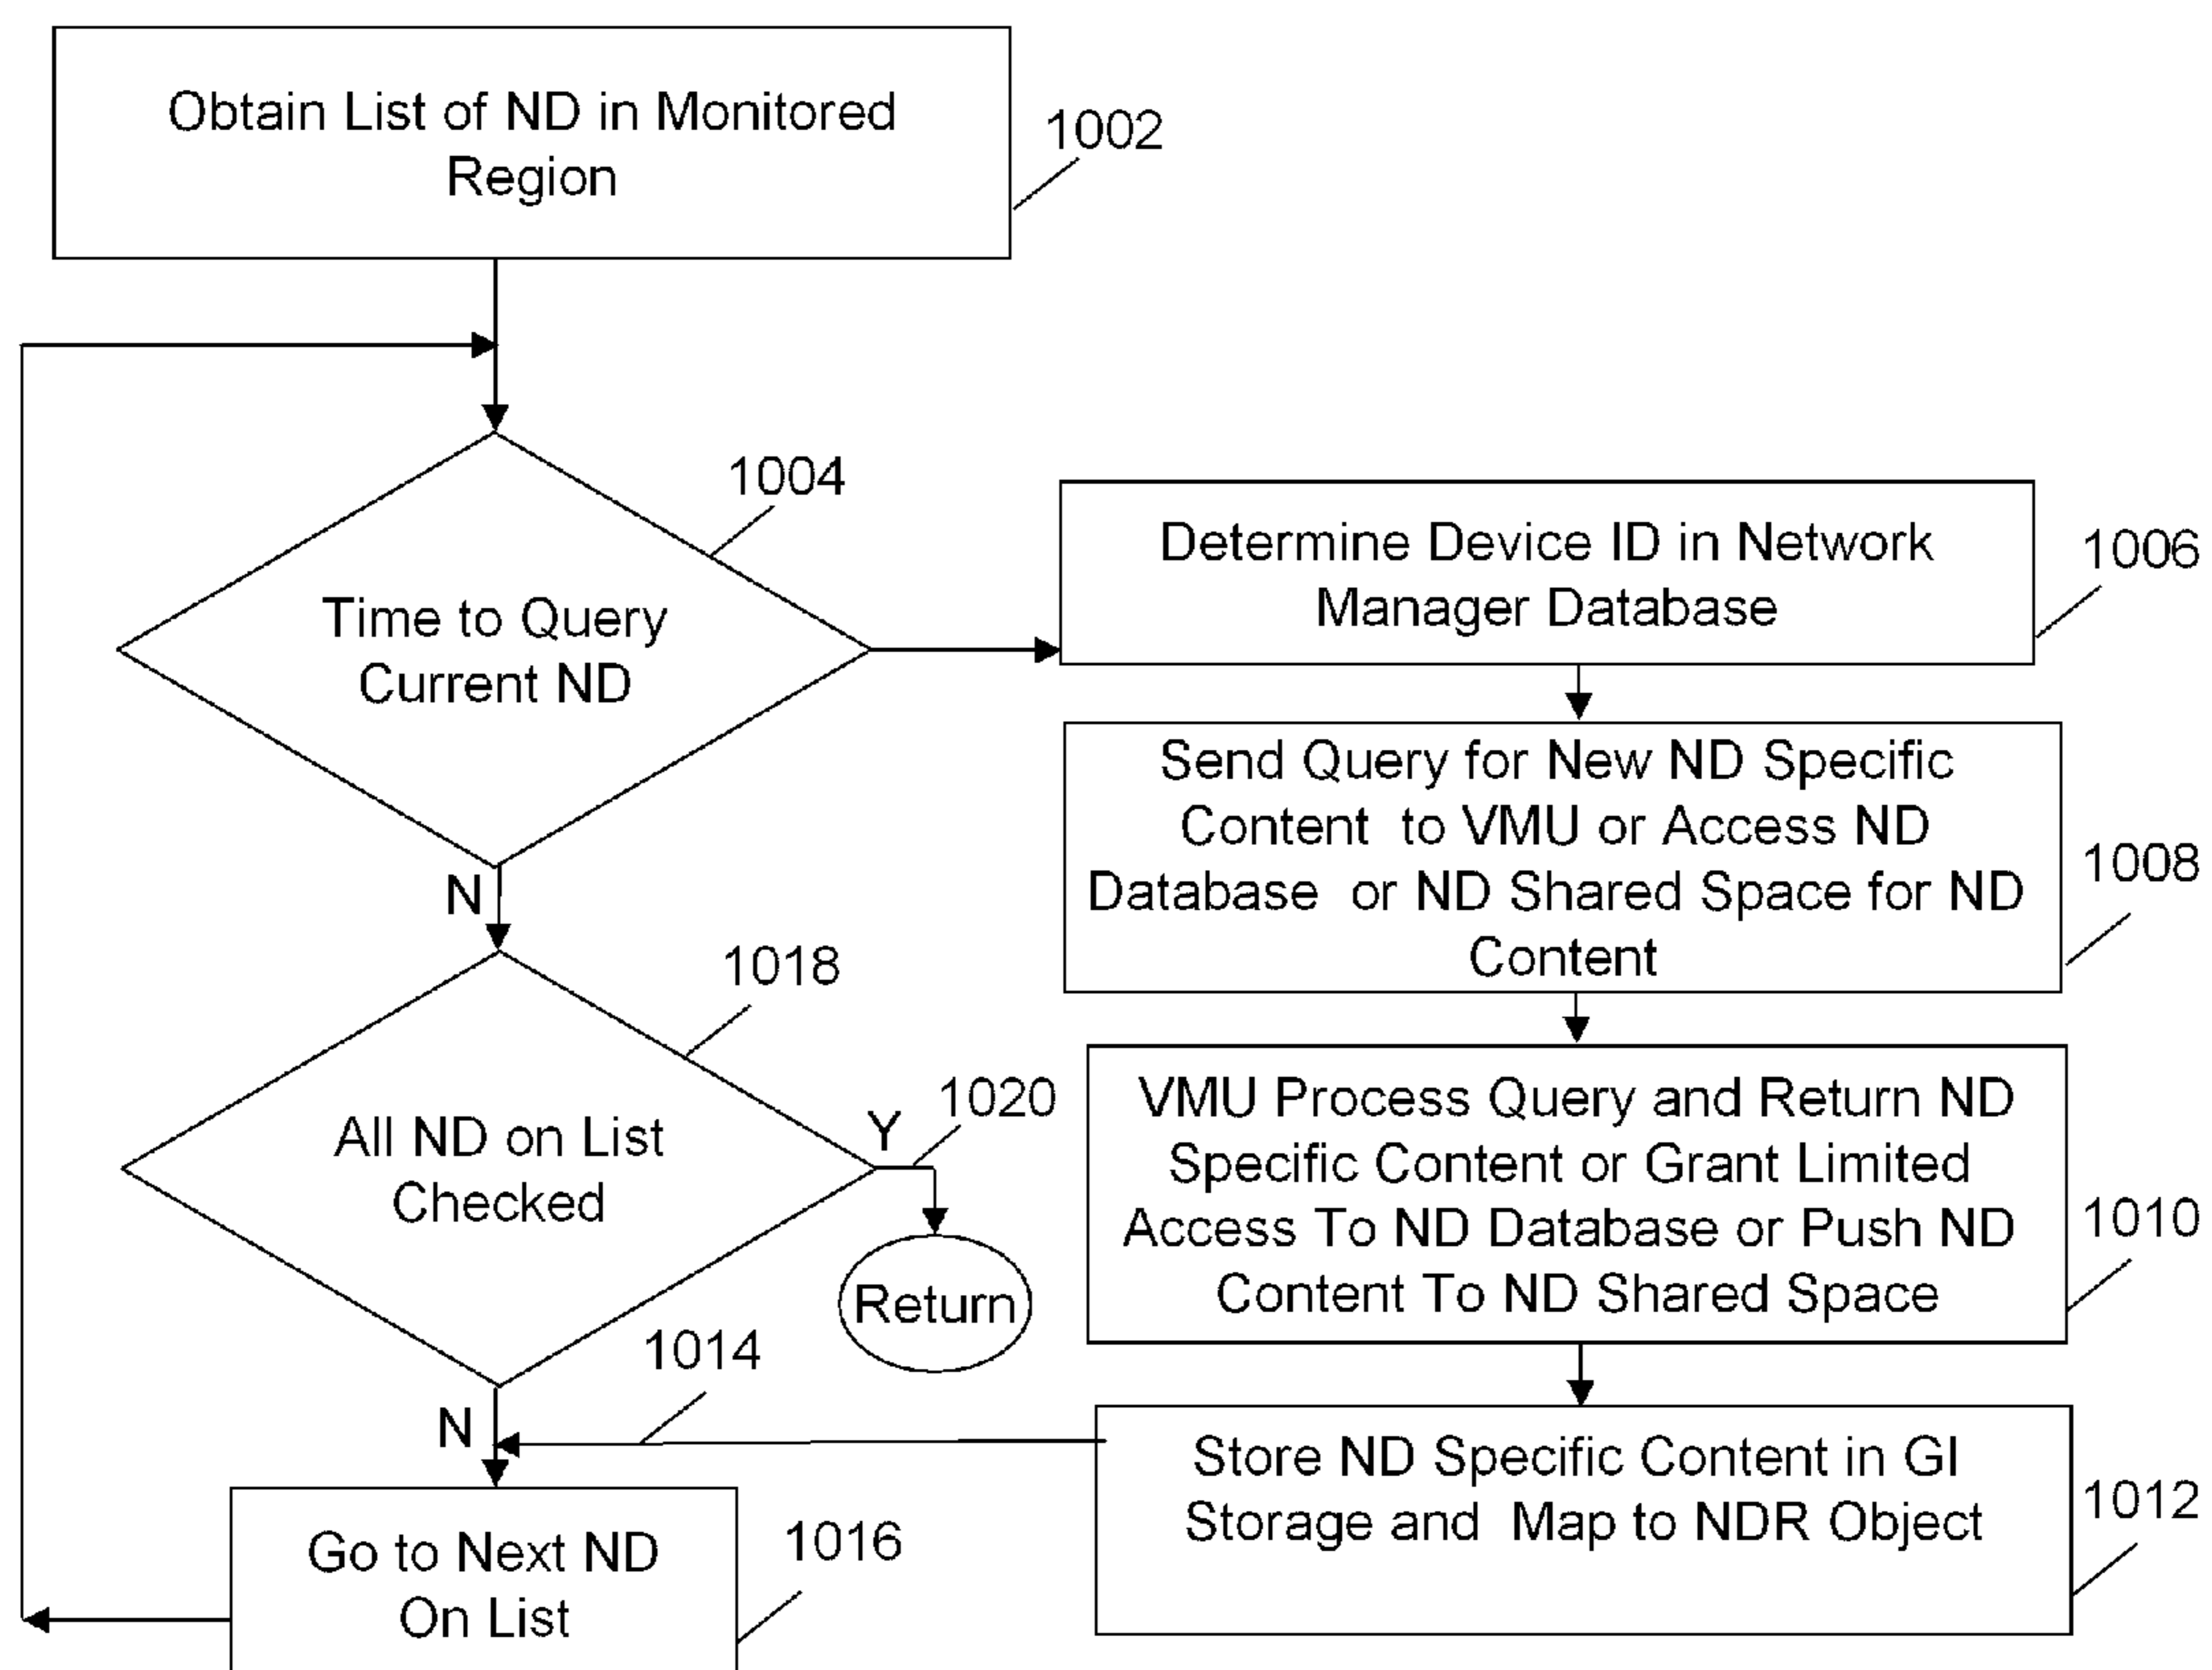 Obtain List of ND in Monitored
Region
1002
1004
Time to Query
Current ND
N
Determine Device ID in Network
Manager Database
1006
Send Query for New ND Specific
Content to VMU or Access ND
Database or ND Shared Space for ND
Content
1008
VMU Process Query and Return ND
Specific Content or Grant Limited
Access To ND Database or Push ND
Content To ND Shared Space
1010
Store ND Specific Content in GI
Storage and Map to NDR Object
1012
1018
All ND on List
Checked
Y
1020
Return
N
1014
Go to Next ND
On List
1016